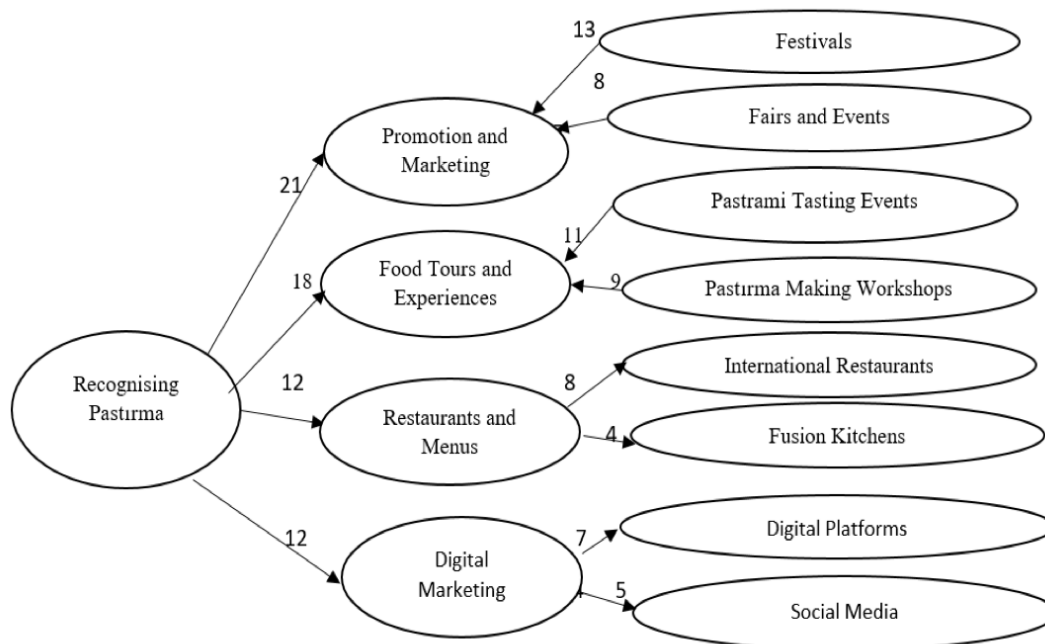 13
Festivals
8
Fairs and Events
Promotion and
Marketing
21
Pastrami Tasting Events
11
Food Tours and
Experiences
18
9
Pastırma Making Workshops
Recognising
Pastırma
12
8
International Restaurants
Restaurants and
Menus
4
Fusion Kitchens
12
7
Digital Platforms
Digital
Marketing
5
Social Media